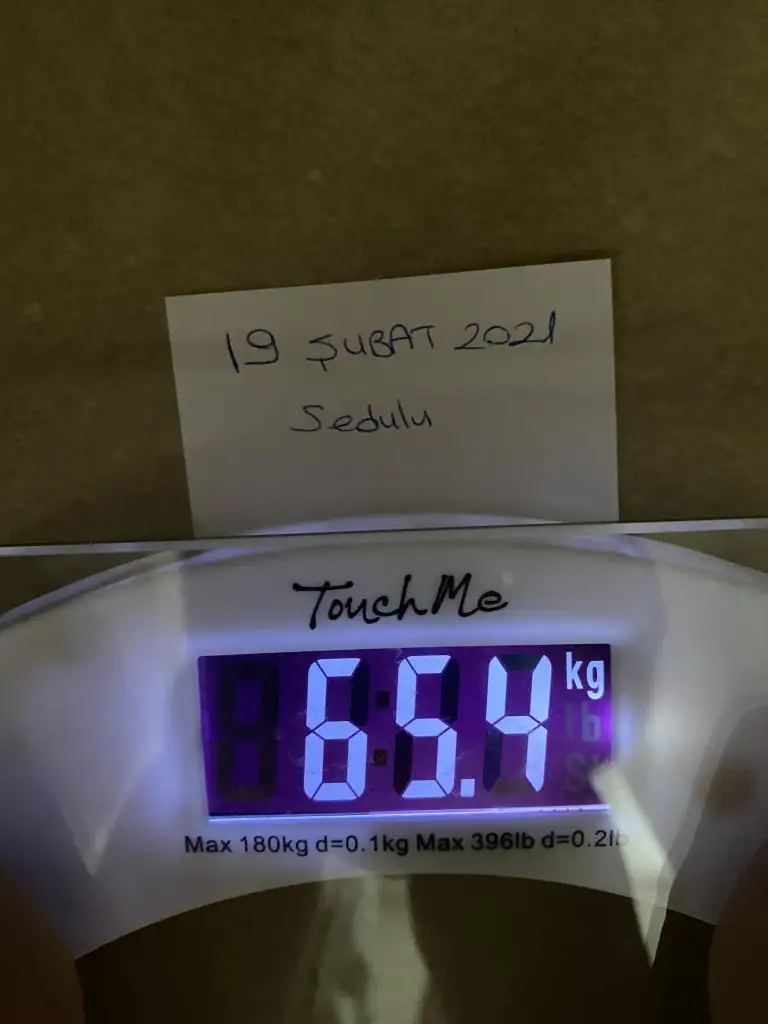 19 ŞUBAT 2021
Sedulu
TouchMe
65.4 kg
lb
Max 180kg d=0.1kg Max 396lb d=0.2lb